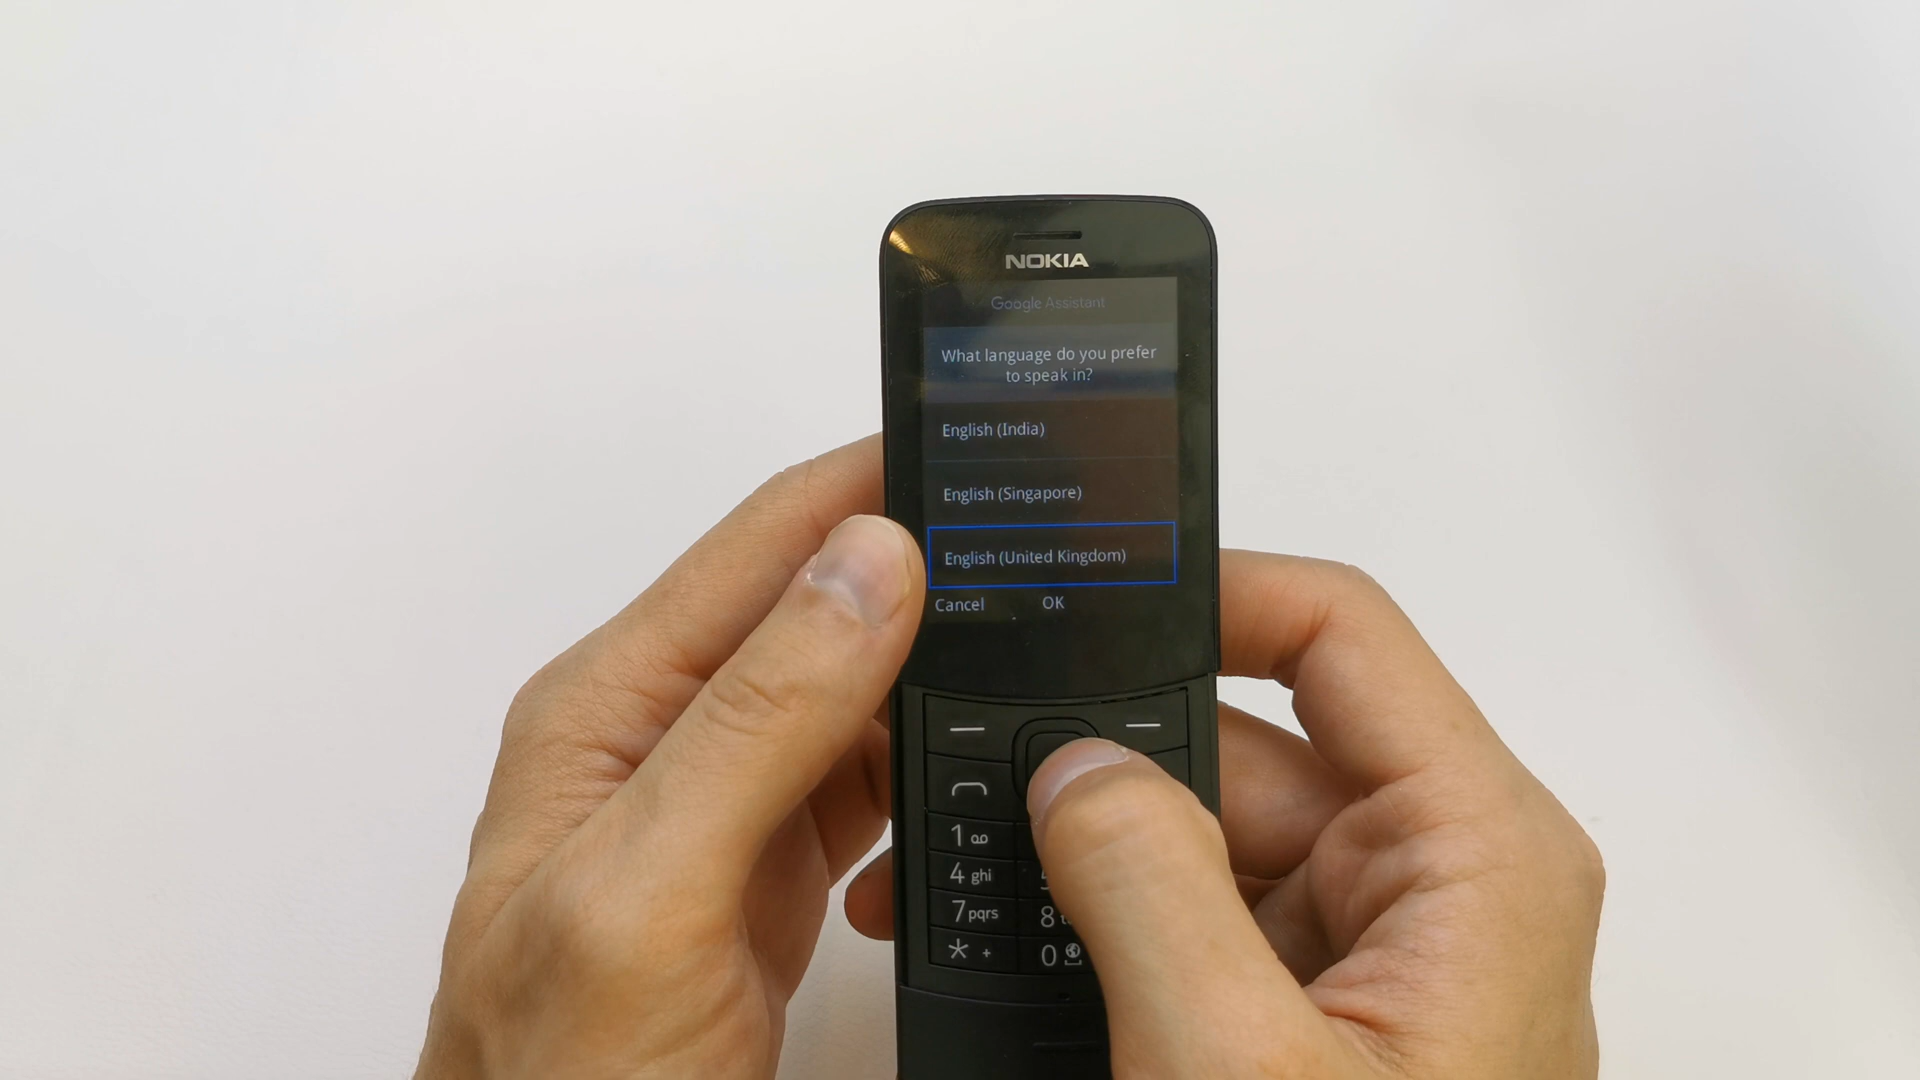 NOKIA
Google Assistant
What language do you prefer
to speak in?
English (India)
English (Singapore)
English (United Kingdom)
Cancel
OK
1
4 ghi
7 pqrs
8
* +
0